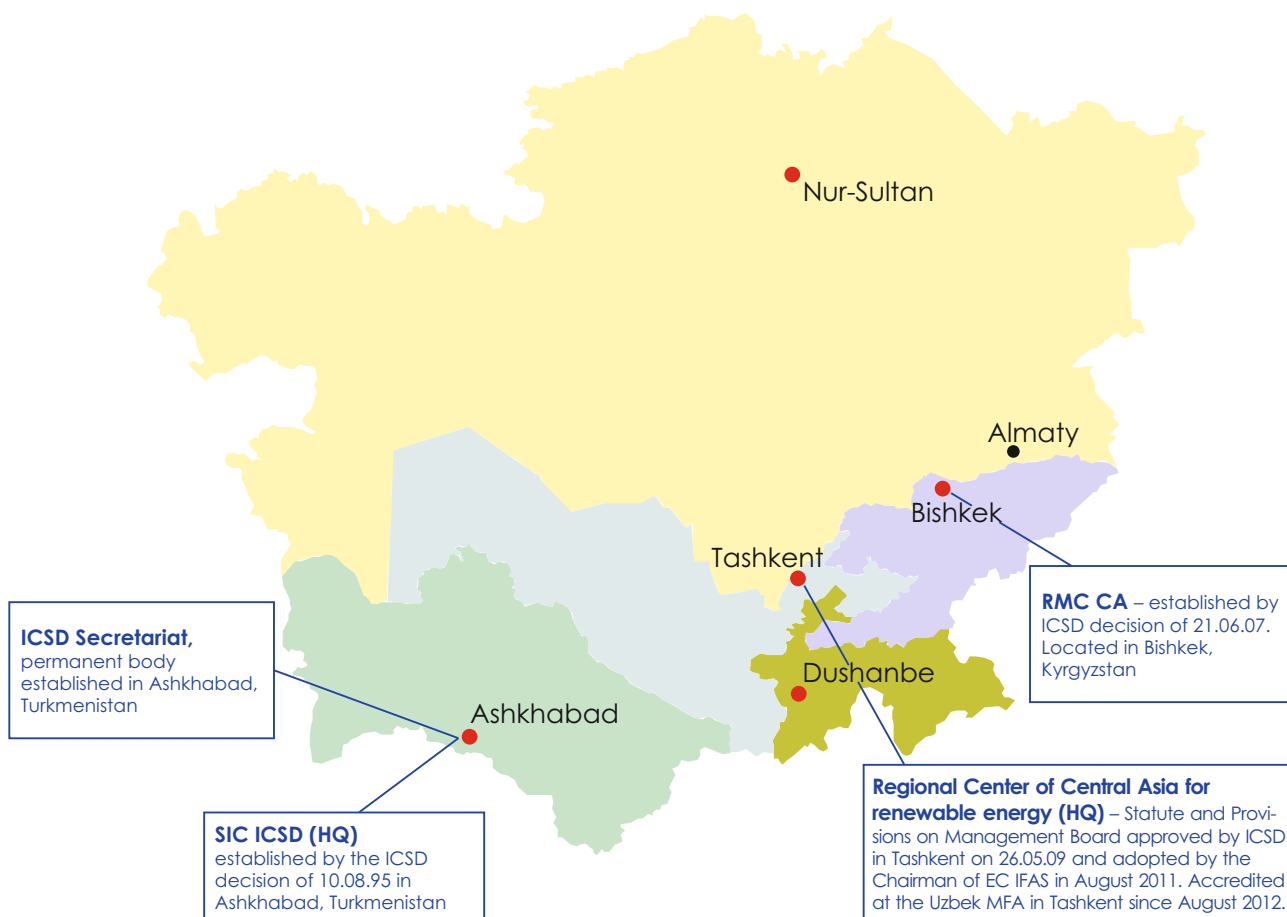 Nur-Sultan
Almaty
Bishkek
Tashkent
Dushanbe
Ashkhabad
ICSD Secretariat,
permanent body
established in Ashkhabad,
Turkmenistan
SIC ICSD (HQ)
established by the ICSD
decision of 10.08.95 in
Ashkhabad, Turkmenistan
RMC CA – established by
ICSD decision of 21.06.07.
Located in Bishkek,
Kyrgyzstan
Regional Center of Central Asia for
renewable energy (HQ) – Statute and Provi-
sions on Management Board approved by ICSD
in Tashkent on 26.05.09 and adopted by the
Chairman of EC IFAS in August 2011. Accredited
at the Uzbek MFA in Tashkent since August 2012.